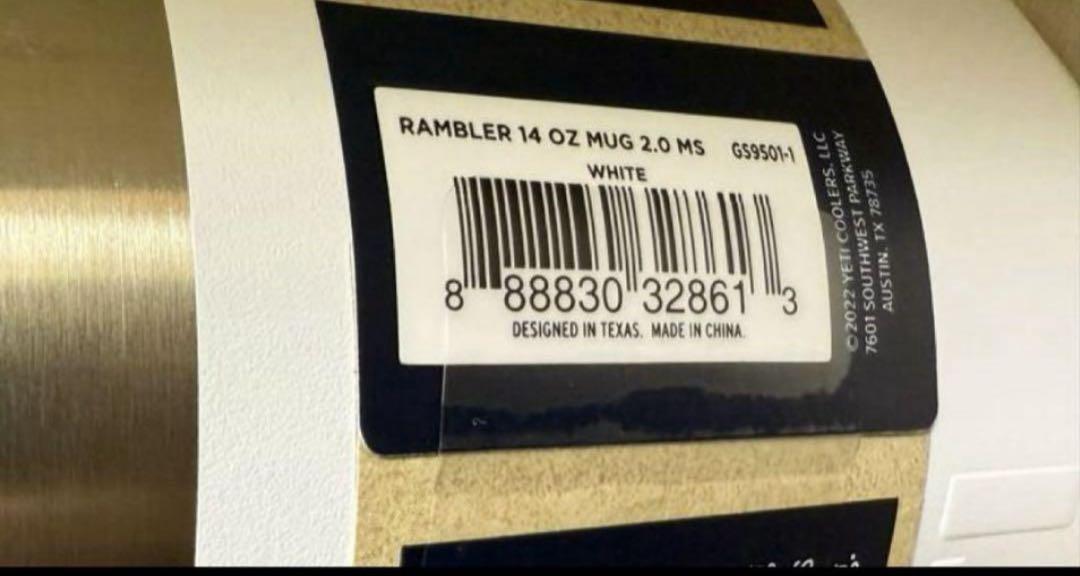 RAMBLER 14 OZ MUG 2.0 MS GS9501-1
WHITE
8 88830 32861 3
DESIGNED IN TEXAS. MADE IN CHINA.
© 2022 YETI COOLERS, LLC
7601 SOUTHWEST PARKWAY
AUSTIN, TX 78735